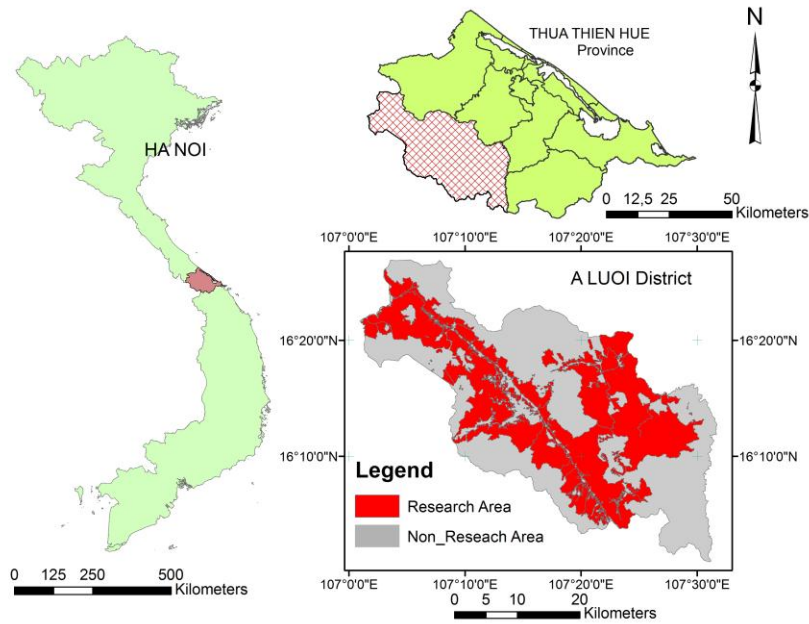 HA NOI
0 125 250 500
Kilometers
THUA THIEN HUE
Province
N
0 12,5 25 50
Kilometers
107°0'0"E 107°10'0"E 107°20'0"E 107°30'0"E
A LUOI District
16°20'0"N 16°20'0"N
16°10'0"N 16°10'0"N
Legend
Research Area
Non_Reseach Area
107°0'0"E 107°10'0"E 107°20'0"E 107°30'0"E
0 5 10 20
Kilometers